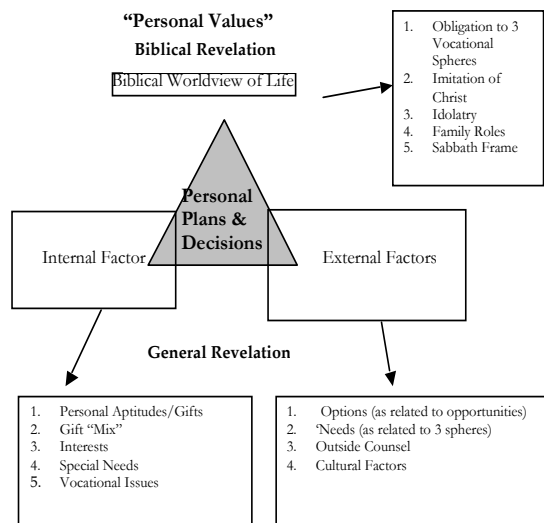 “Personal Values”
Biblical Revelation
Biblical Worldview of Life
1. Obligation to 3
Vocational
Spheres
2. Imitation of
Christ
3. Idolatry
4. Family Roles
5. Sabbath Frame
Personal
Plans &
Decisions
Internal Factor
External Factors
General Revelation
1. Personal Aptitudes/Gifts
2. Gift “Mix”
3. Interests
4. Special Needs
5. Vocational Issues
1. Options (as related to opportunities)
2. ‘Needs (as related to 3 spheres)
3. Outside Counsel
4. Cultural Factors